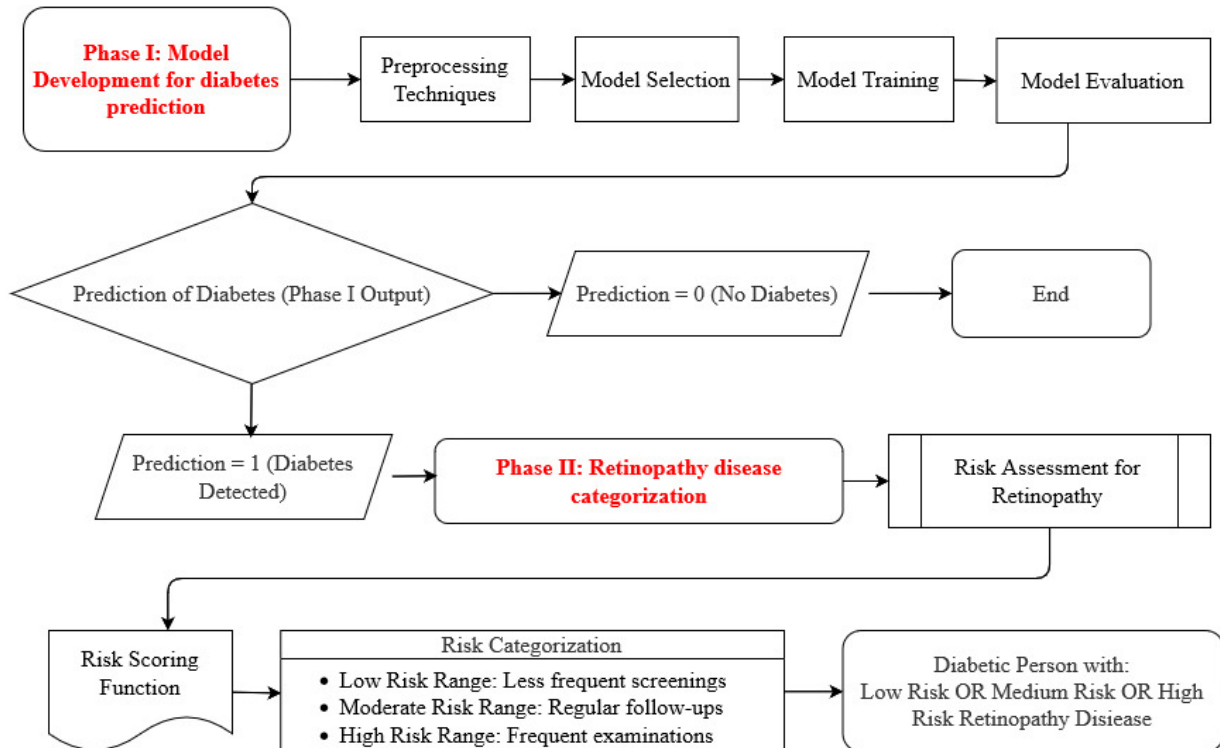 Phase I: Model
Development for diabetes
prediction
Preprocessing
Techniques
Model Selection
Model Training
Model Evaluation
Prediction of Diabetes (Phase I Output)
Prediction = 0 (No Diabetes)
End
Prediction = 1 (Diabetes
Detected)
Phase II: Retinopathy disease
categorization
Risk Assessment for
Retinopathy
Risk Scoring
Function
Risk Categorization
• Low Risk Range: Less frequent screenings
• Moderate Risk Range: Regular follow-ups
• High Risk Range: Frequent examinations
Diabetic Person with:
Low Risk OR Medium Risk OR High
Risk Retinopathy Disiease